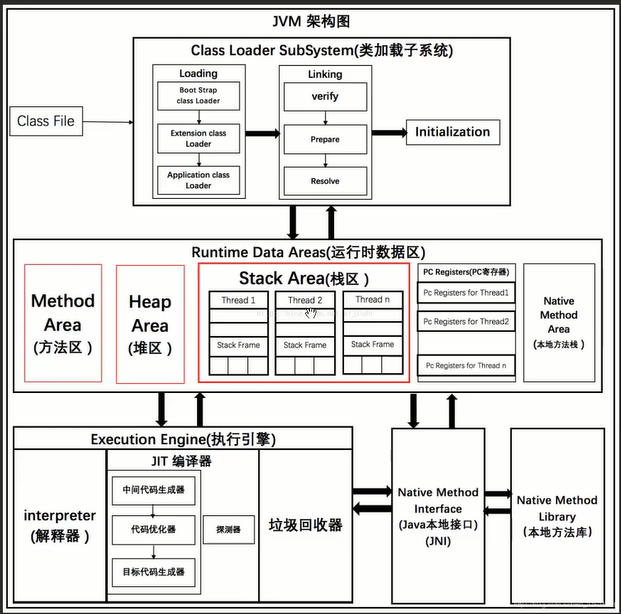 JVM 架构图
Class Loader SubSystem(类加载子系统)
Class File
Loading
Boot Strap
class Loader
Extension class
Loader
Application class
Loader
Linking
verify
Prepare
Resolve
Initialization
Runtime Data Areas(运行时数据区)
Method
Area
(方法区)
Heap
Area
(堆区)
Stack Area(栈区)
Thread 1
Stack Frame
Thread 2
Stack Frame
Thread n
Stack Frame
PC Registers(PC寄存器)
Pc Registers for Thread1
Pc Registers for Thread2
Pc Registers for Thread n
Native
Method
Area
(本地方法栈)
Execution Engine(执行引擎)
interpreter
(解释器)
JIT 编译器
中间代码生成器
代码优化器
目标代码生成器
探测器
垃圾回收器
Native Method
Interface
(Java本地接口)
(JNI)
Native Method
Library
(本地方法库)